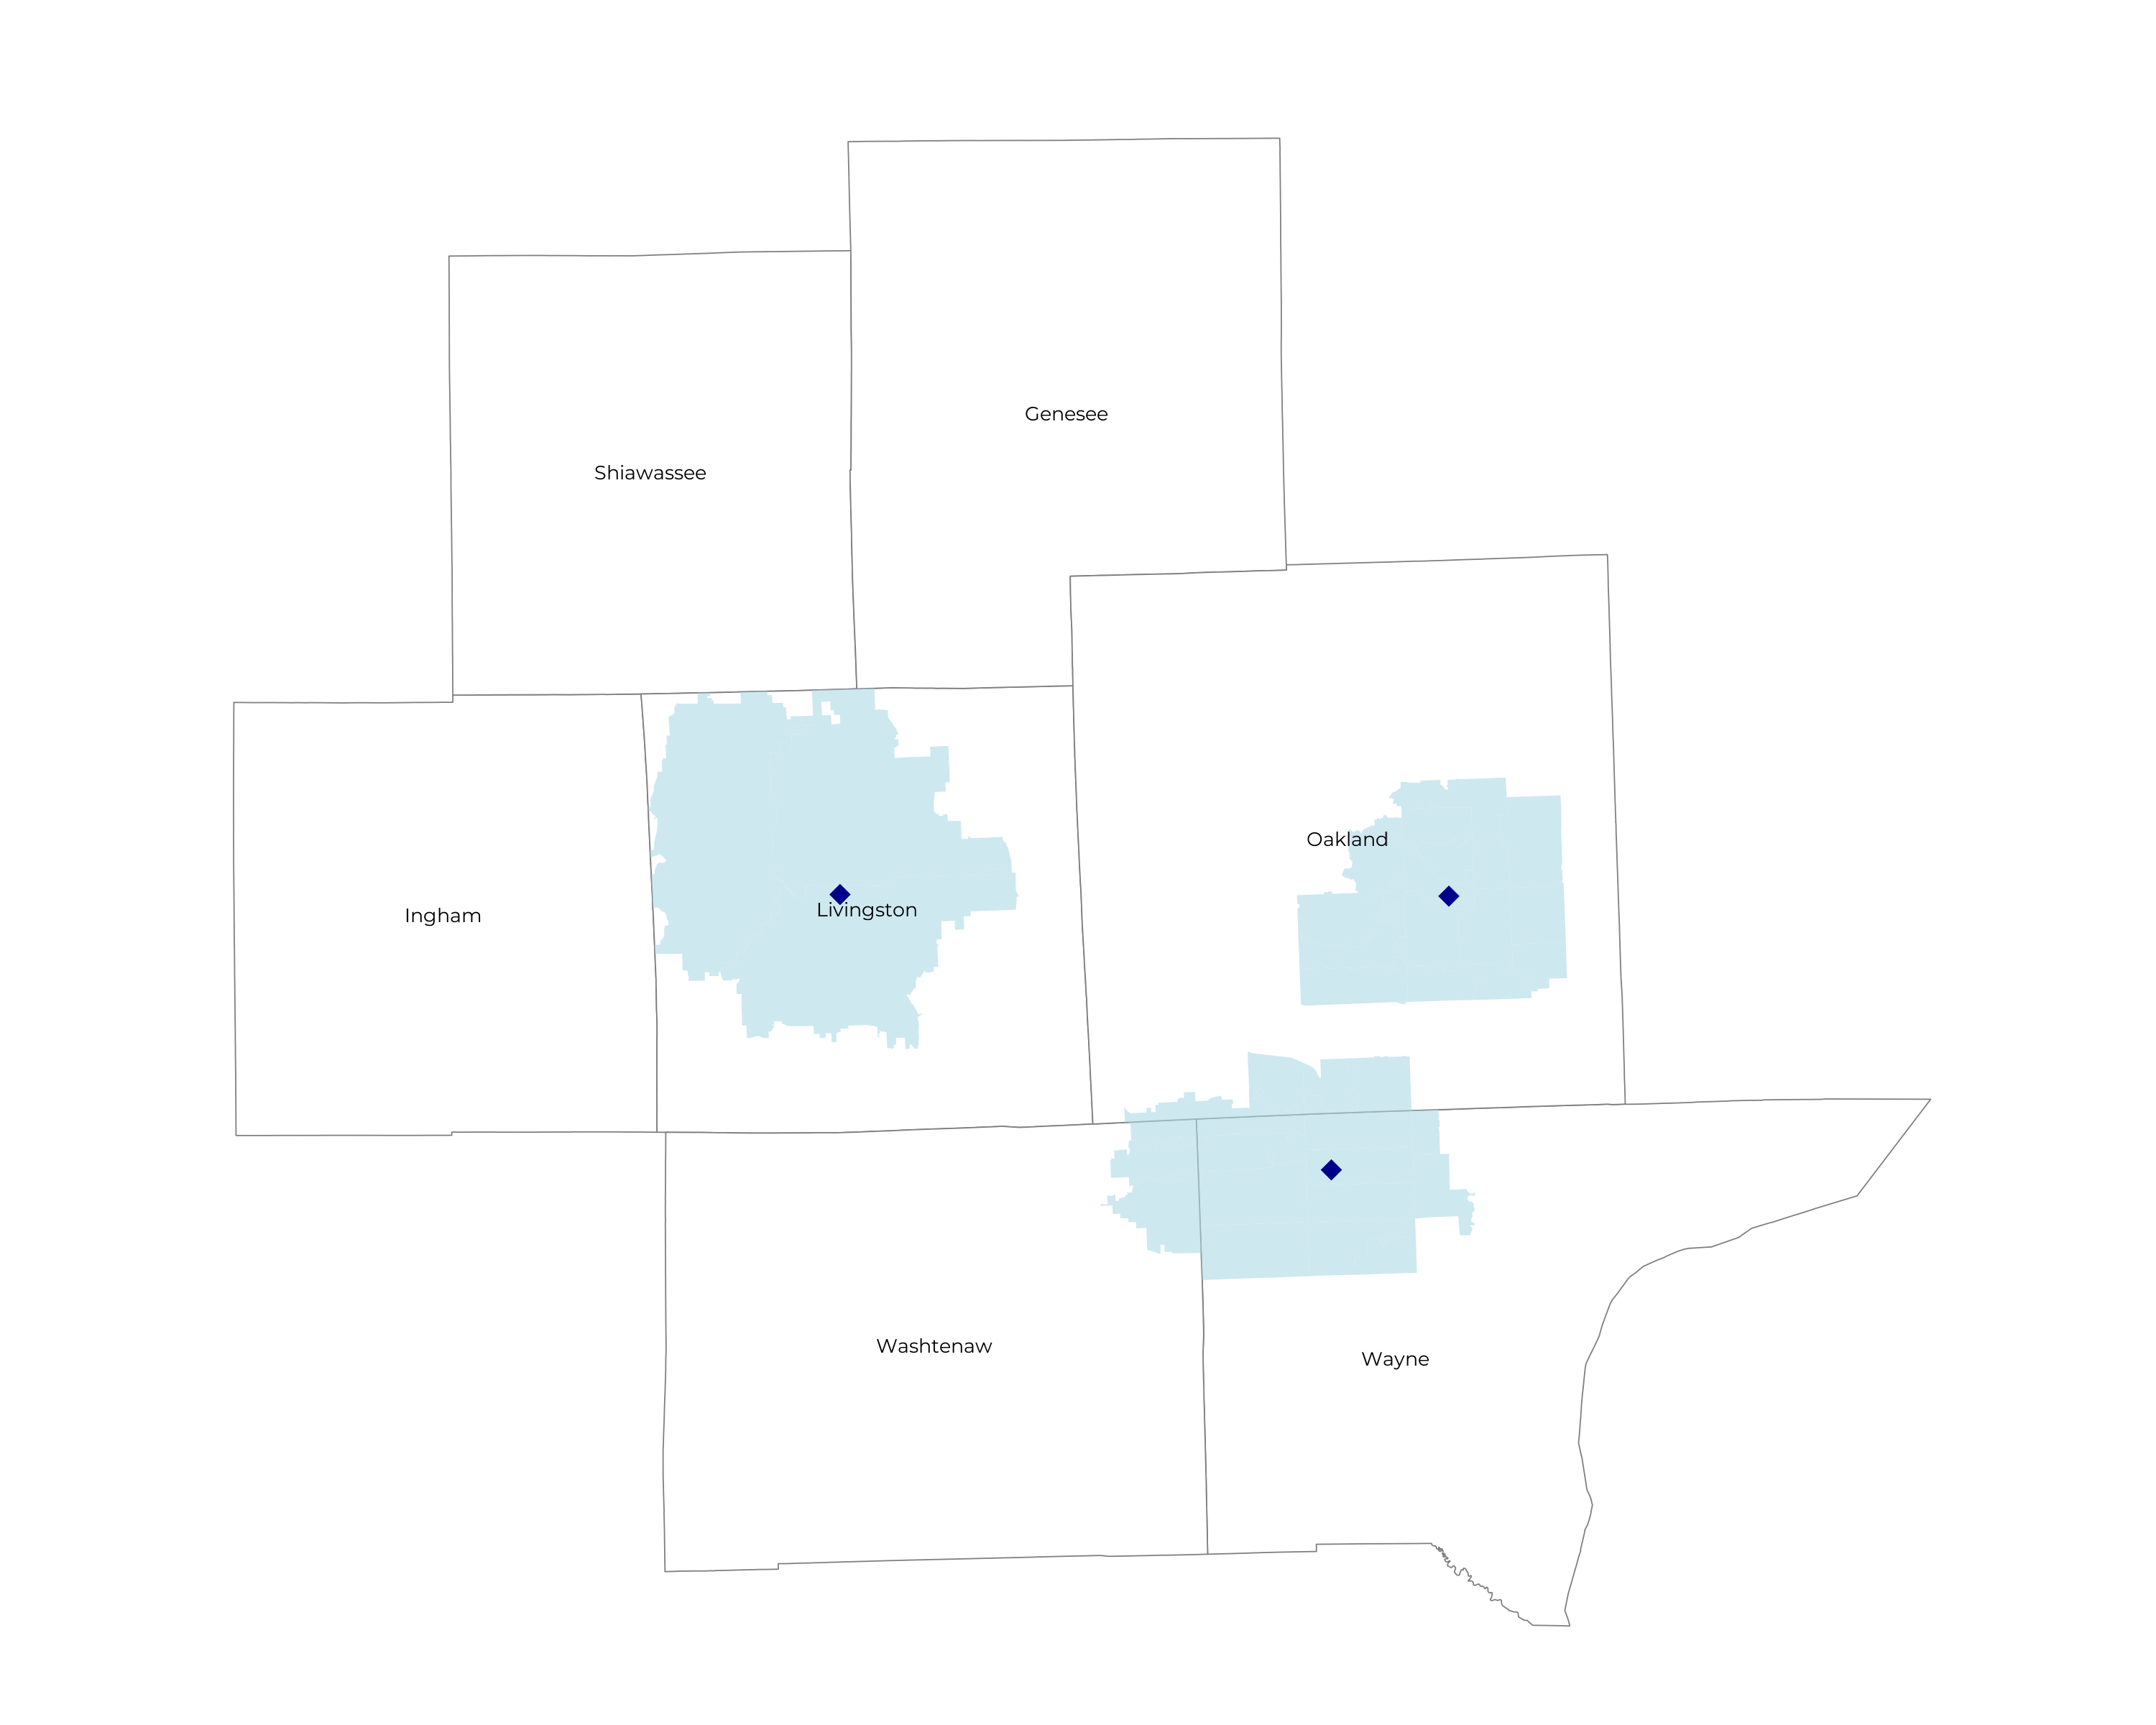 Genesee
Shiawassee
Oakland
Livingston
Ingham
Washtenaw
Wayne